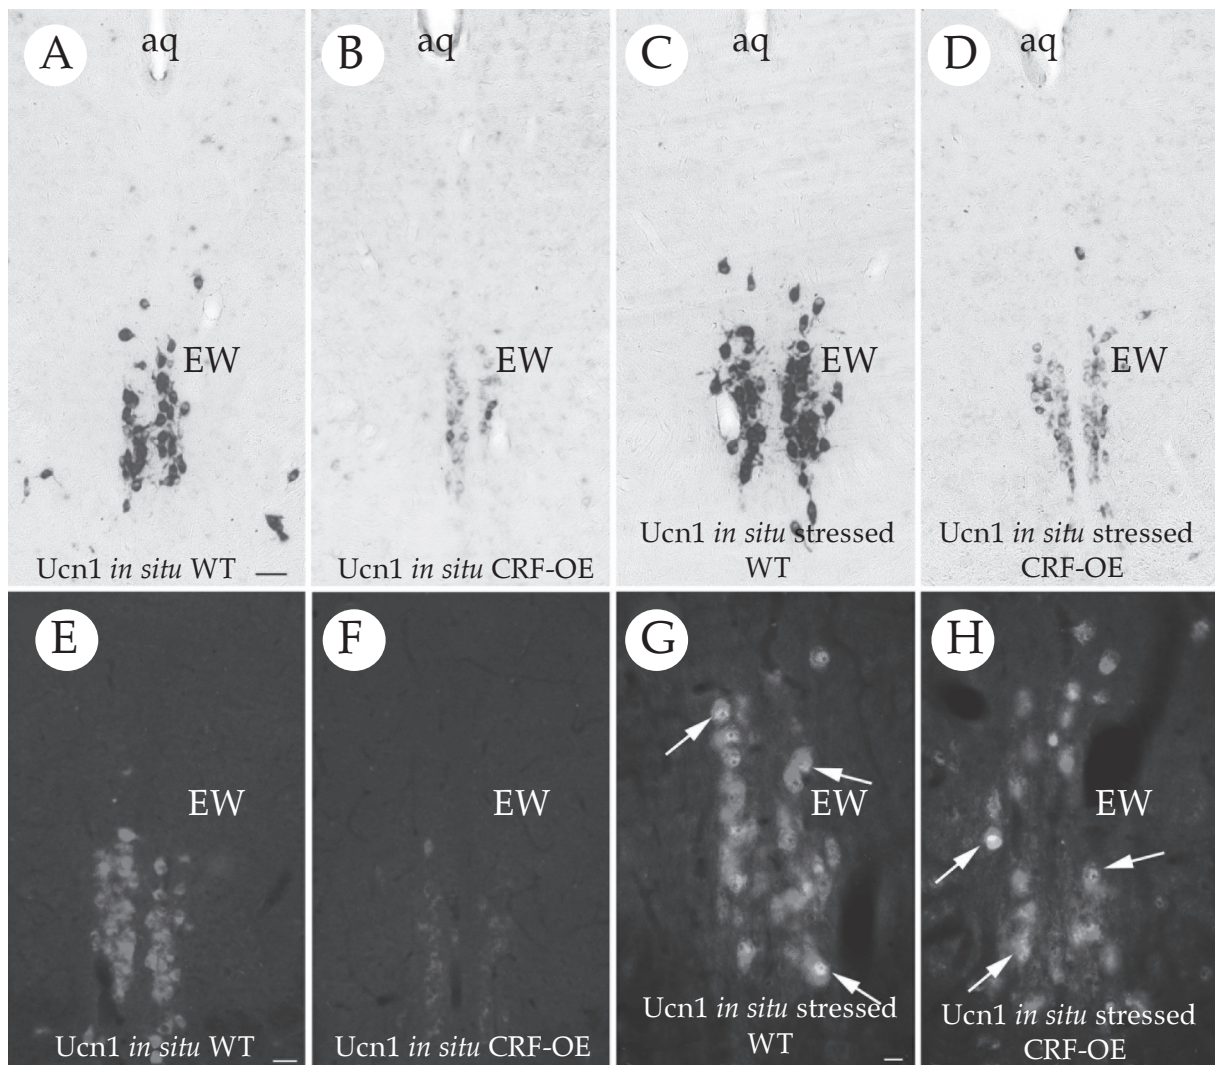 A
aq
EW
Ucn1 in situ WT
B
aq
EW
Ucn1 in situ CRF-OE
C
aq
EW
Ucn1 in situ stressed
WT
D
aq
EW
Ucn1 in situ stressed
CRF-OE
E
EW
Ucn1 in situ WT
F
EW
Ucn1 in situ CRF-OE
G
EW
Ucn1 in situ stressed
WT
H
EW
Ucn1 in situ stressed
CRF-OE